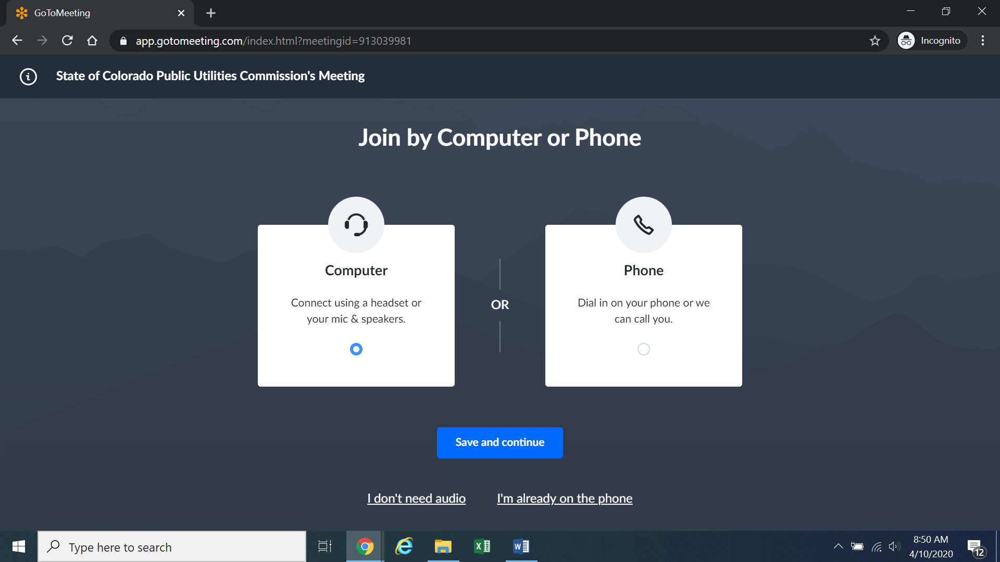 GoToMeeting
app.gotomeeting.com/index.html?meetingid=913039981
Incognito
State of Colorado Public Utilities Commission's Meeting
Join by Computer or Phone
Computer
Connect using a headset or
your mic & speakers.
OR
Phone
Dial in on your phone or we
can call you.
Save and continue
I don't need audio
I'm already on the phone
Type here to search
8:50 AM
4/10/2020
12